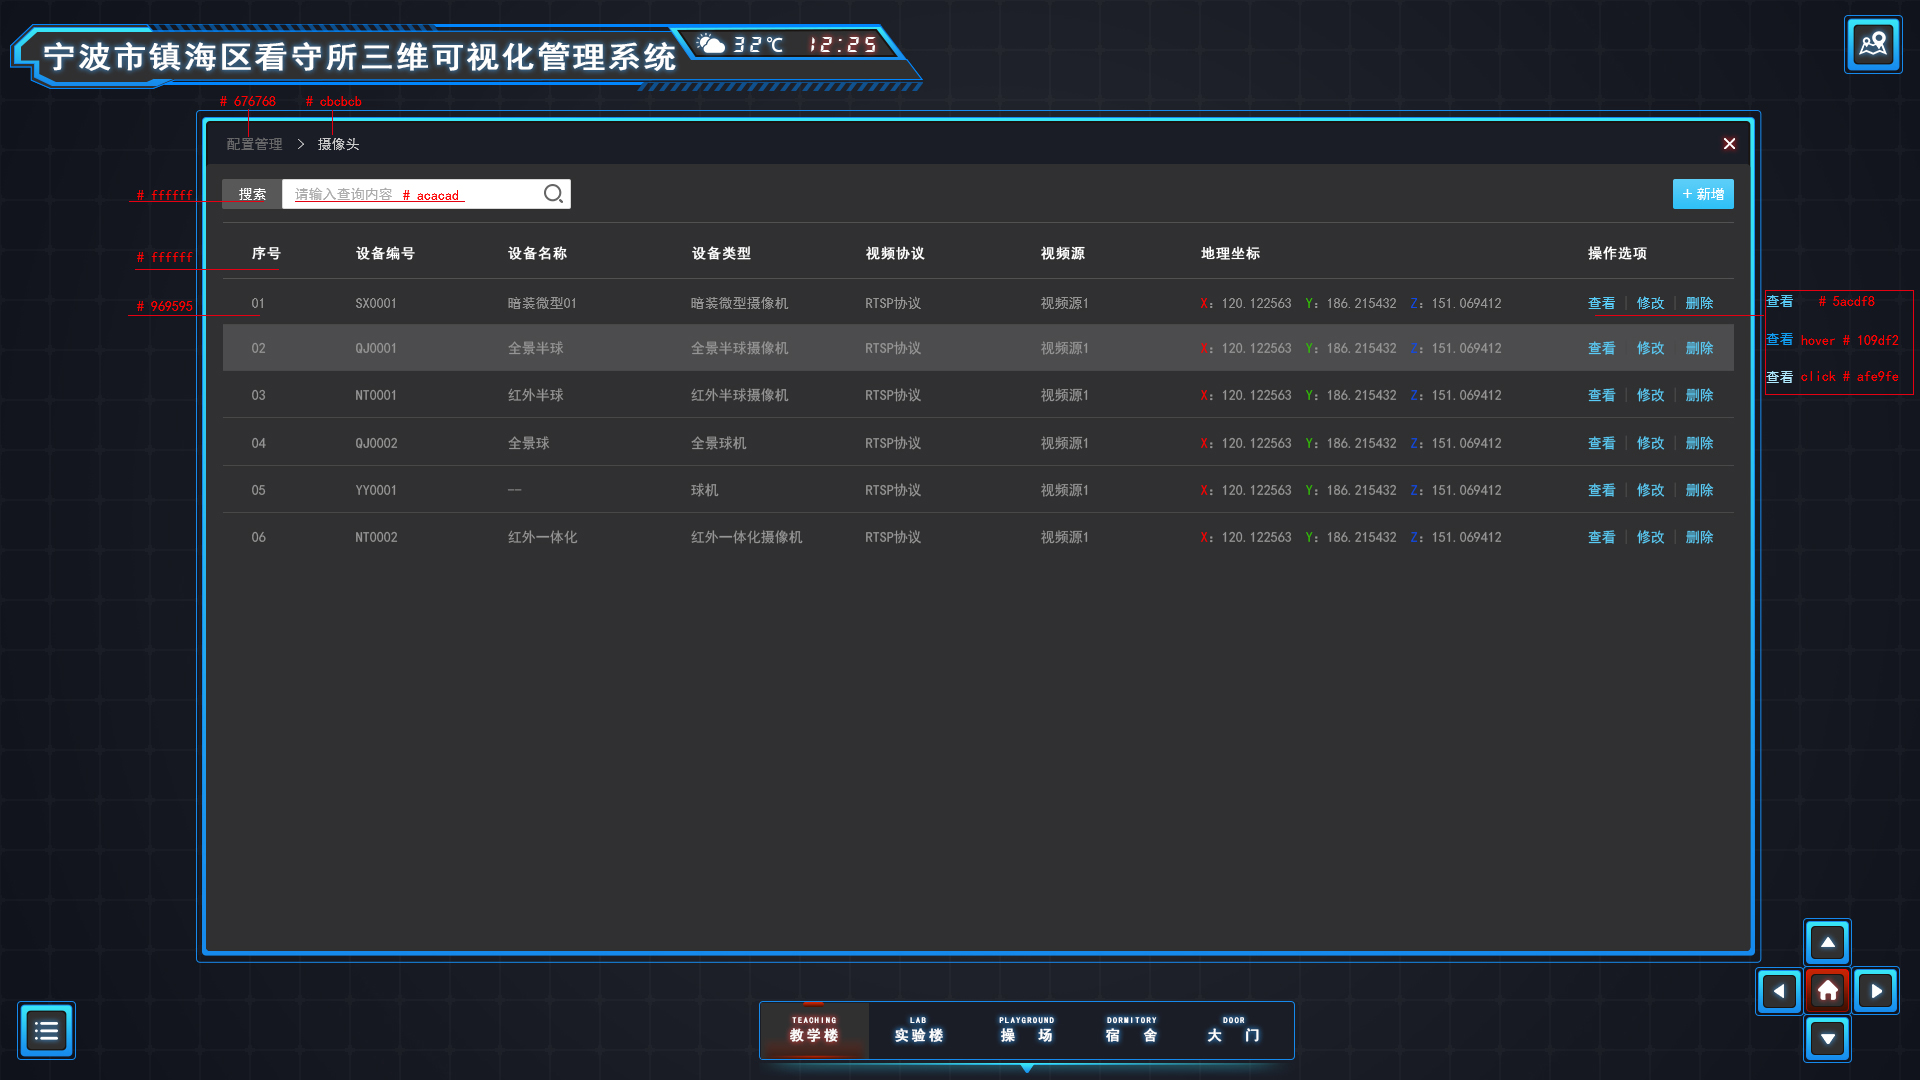 宁波市镇海区看守所三维可视化管理系统 32℃ 12:25
# 676768 # cbcbcb
配置管理 > 摄像头
# ffffff 搜索 请输入查询内容 # acacad + 新增
# ffffff 序号 设备编号 设备名称 设备类型 视频协议 视频源 地理坐标 操作选项
# 969595 01 SX0001 暗装微型01 暗装微型摄像机 RTSP协议 视频源1 X: 120.122563 Y: 186.215432 Z: 151.069412 查看 | 修改 | 删除
查看 # 5acdf8
02 QJ0001 全景半球 全景半球摄像机 RTSP协议 视频源1 X: 120.122563 Y: 186.215432 Z: 151.069412 查看 修改 删除
查看 hover # 109df2
查看 click # afe9fe
03 NT0001 红外半球 红外半球摄像机 RTSP协议 视频源1 X: 120.122563 Y: 186.215432 Z: 151.069412 查看 | 修改 | 删除
04 QJ0002 全景球 全景球机 RTSP协议 视频源1 X: 120.122563 Y: 186.215432 Z: 151.069412 查看 | 修改 | 删除
05 YY0001 -- 球机 RTSP协议 视频源1 X: 120.122563 Y: 186.215432 Z: 151.069412 查看 | 修改 | 删除
06 NT0002 红外一体化 红外一体化摄像机 RTSP协议 视频源1 X: 120.122563 Y: 186.215432 Z: 151.069412 查看 | 修改 | 删除
TEACHING LAB PLAYGROUND DORMITORY DOOR
教学楼 实验楼 操 场 宿 舍 大 门